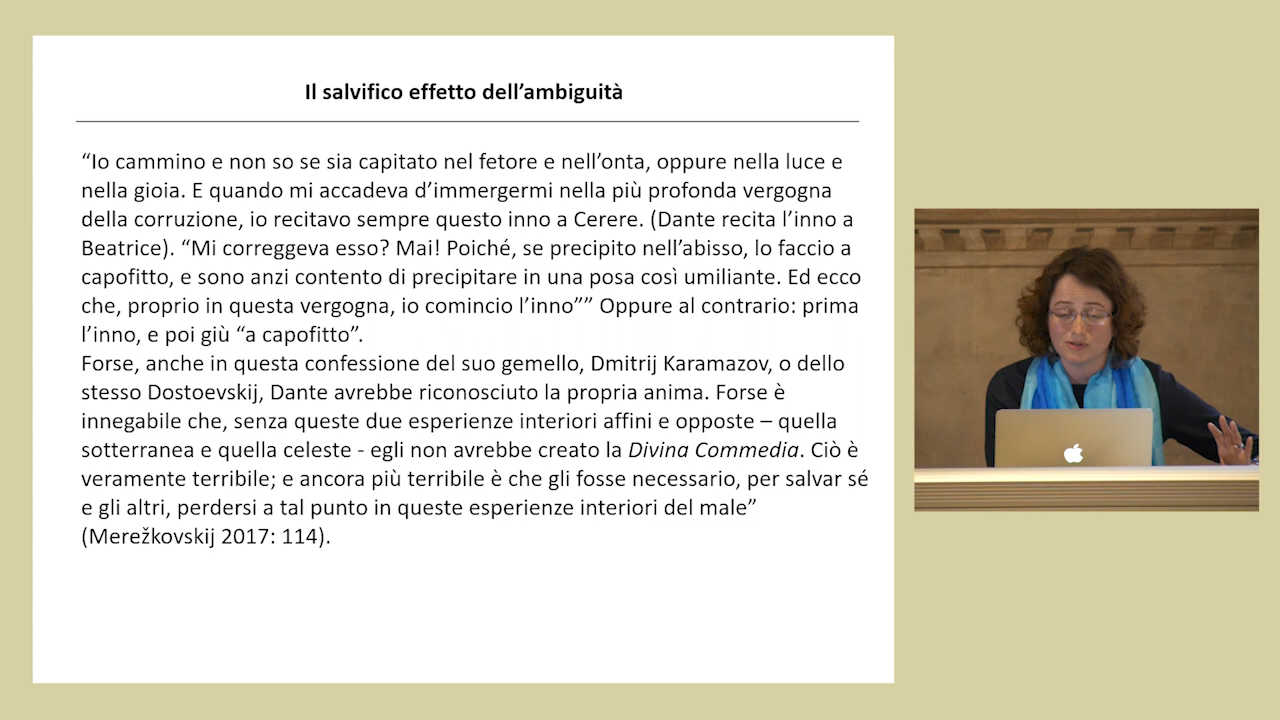 Il salvifico effetto dell’ambiguità
“Io cammino e non so se sia capitato nel fetore e nell’onta, oppure nella luce e
nella gioia. E quando mi accadeva d’immergermi nella più profonda vergogna
della corruzione, io recitavo sempre questo inno a Cerere. (Dante recita l’inno a
Beatrice). “Mi correggeva esso? Mai! Poiché, se precipito nell’abisso, lo faccio a
capofitto, e sono anzi contento di precipitare in una posa così umiliante. Ed ecco
che, proprio in questa vergogna, io comincio l’inno”” Oppure al contrario: prima
l’inno, e poi giù “a capofitto”.
Forse, anche in questa confessione del suo gemello, Dmitrij Karamazov, o dello
stesso Dostoevskij, Dante avrebbe riconosciuto la propria anima. Forse è
innegabile che, senza queste due esperienze interiori affini e opposte – quella
sotterranea e quella celeste - egli non avrebbe creato la Divina Commedia. Ciò è
veramente terribile; e ancora più terribile è che gli fosse necessario, per salvar sé
e gli altri, perdersi a tal punto in queste esperienze interiori del male”
(Merežkovskij 2017: 114).